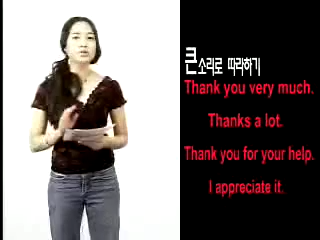 큰소리로 따라하기
Thank you very much.
Thanks a lot.
Thank you for your help.
I appreciate it.